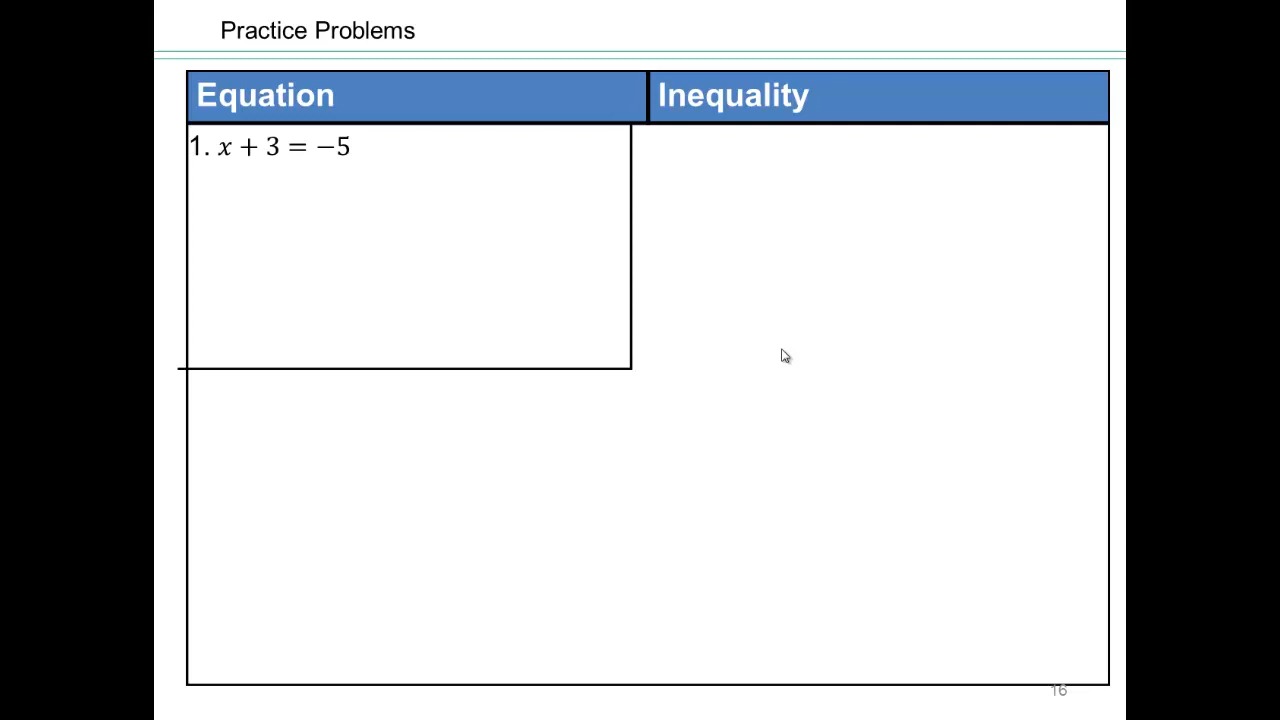 Practice Problems
Equation
Inequality
1. x + 3 = −5
16